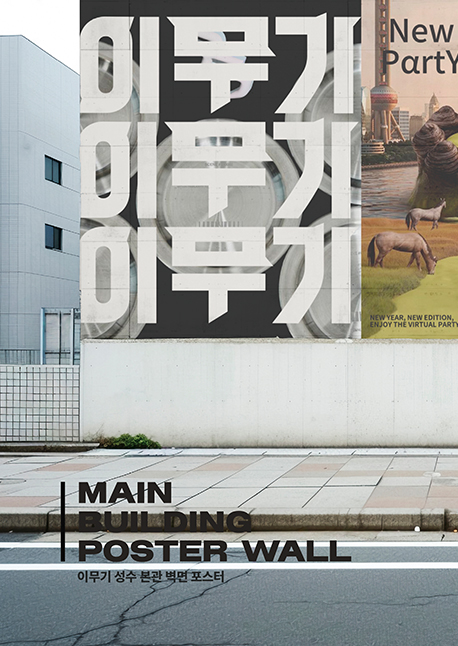 이무기
이무기
이무기
New
PartY
NEW YEAR, NEW EDITION,
ENJOY THE VIRTUAL PARTY
MAIN
BUILDING
POSTER WALL
이무기 성수 본관 벽면 포스터